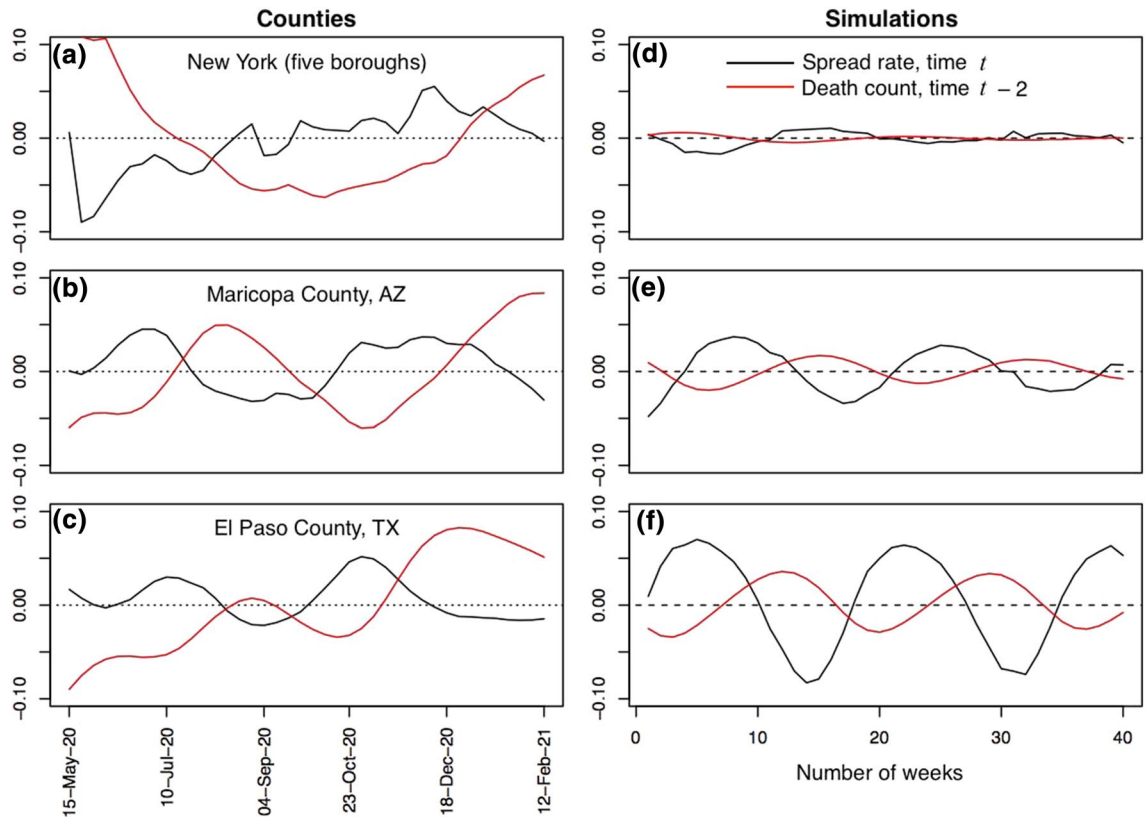 Counties
Simulations
(a)
New York (five boroughs)
0.10
0.00
−0.10
(d)
Spread rate, time t
Death count, time t − 2
0.10
0.00
−0.10
(b)
Maricopa County, AZ
0.10
0.00
−0.10
(e)
0.10
0.00
−0.10
(c)
El Paso County, TX
0.10
0.00
−0.10
(f)
0.10
0.00
−0.10
15−May−20
10−Jul−20
04−Sep−20
23−Oct−20
18−Dec−20
12−Feb−21
0 10 20 30 40
Number of weeks